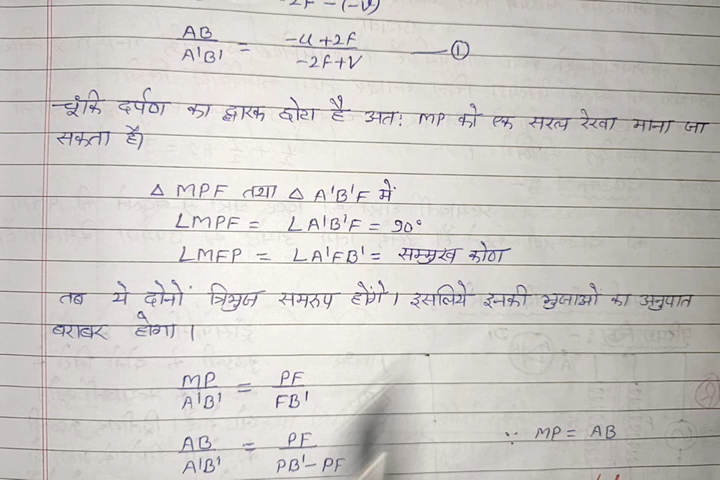 -2F - (-V)
AB/A'B' = -u+2F/-2F+V —①
चूंकि दर्पण का द्वारक छोटा है अत: MP को एक सरल रेखा माना जा
सकता है।
△ MPF तथा △ A'B'F में
∠MPF = ∠A'B'F = 90°
∠MFP = ∠A'FB' = सम्मुख कोण
तब ये दोनों त्रिभुज समरुप होंगे। इसलिये इनकी भुजाओं का अनुपात
बराबर होगा।
MP/A'B' = PF/FB'
AB/A'B' = PF/PB'-PF ∵ MP = AB